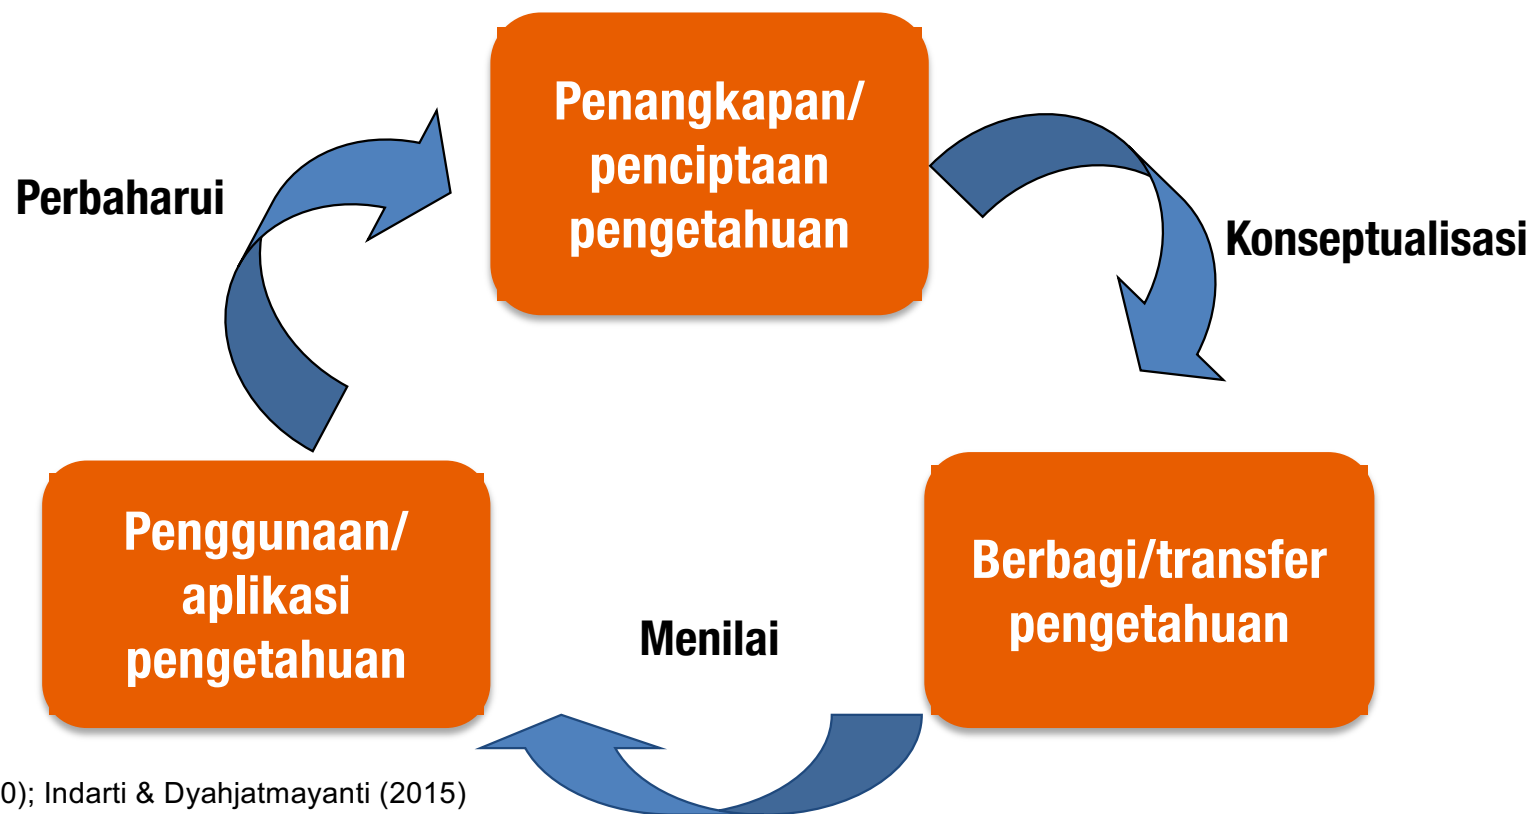 Penangkapan/
penciptaan
pengetahuan
Perbaharui
Konseptualisasi
Penggunaan/
aplikasi
pengetahuan
Berbagi/transfer
pengetahuan
Menilai
0); Indarti & Dyahjatmayanti (2015)